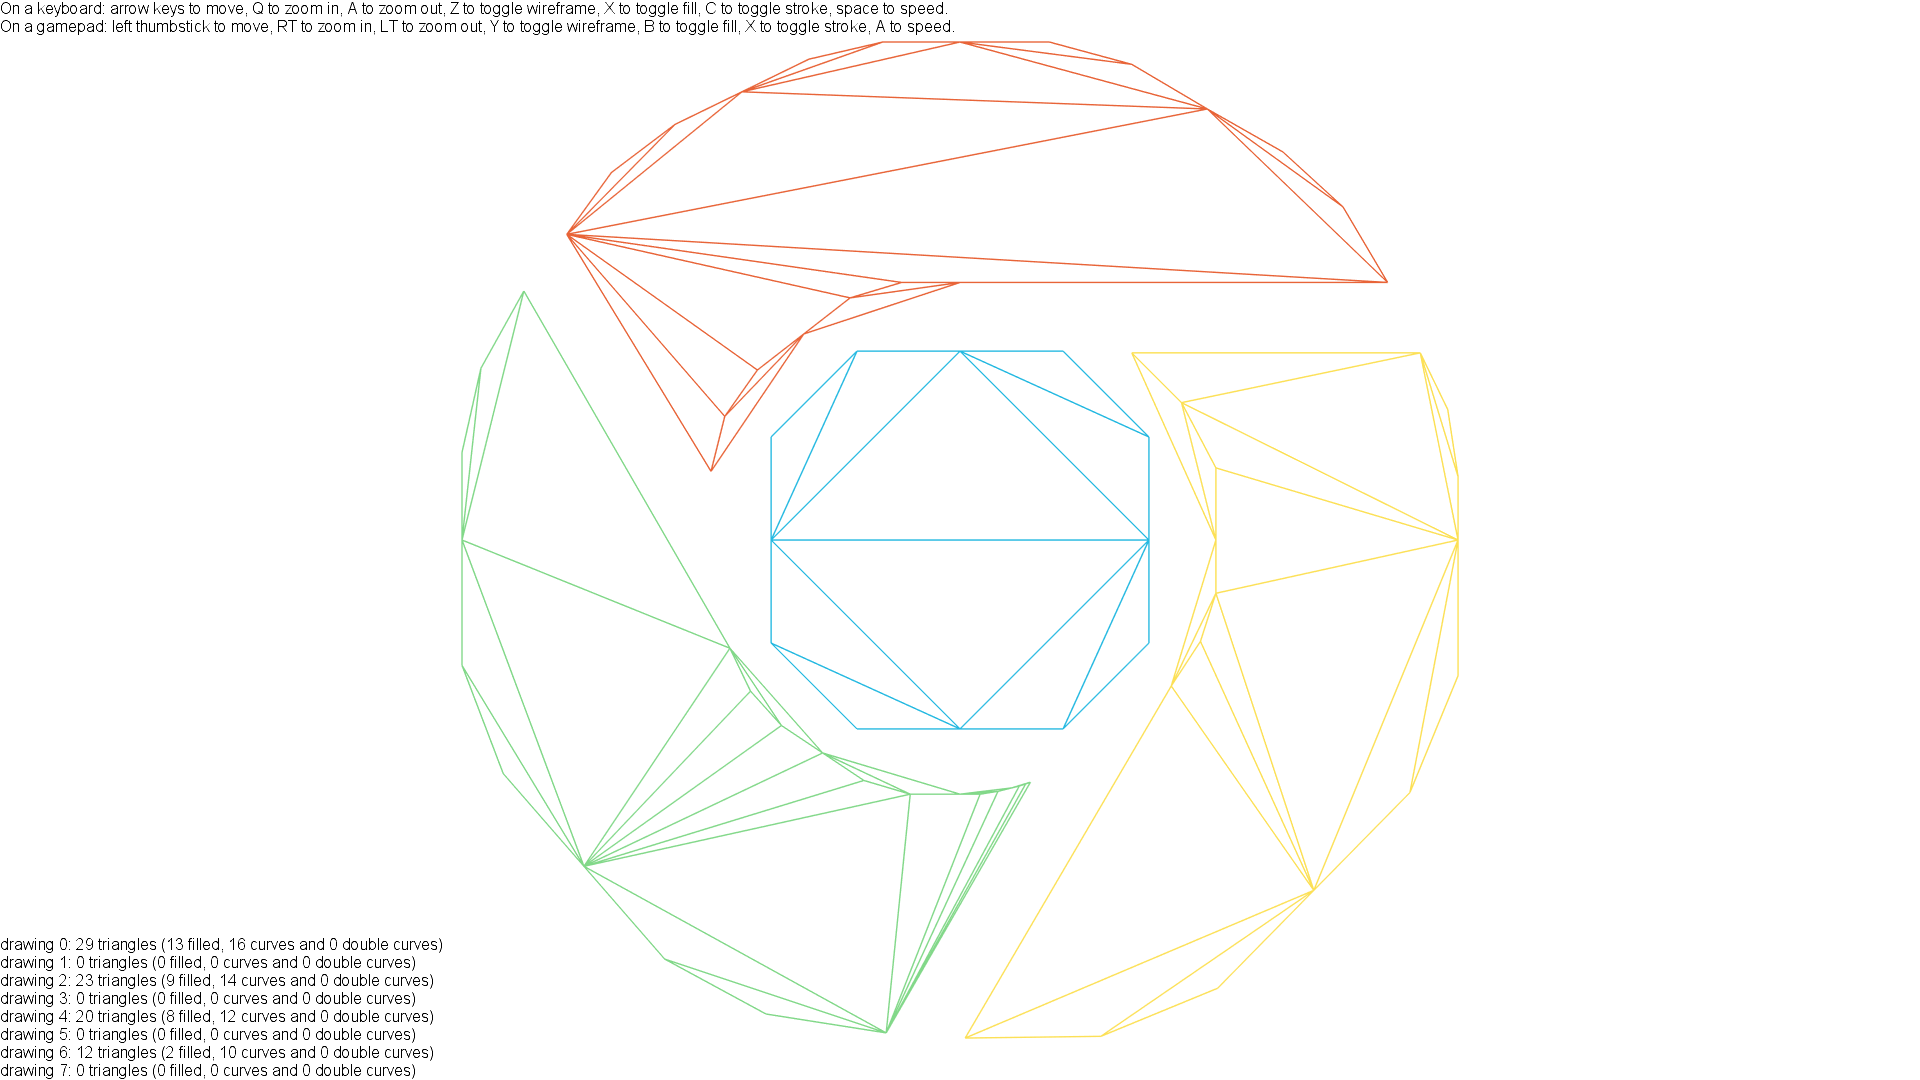 On a keyboard: arrow keys to move, Q to zoom in, A to zoom out, Z to toggle wireframe, X to toggle fill, C to toggle stroke, space to speed.
On a gamepad: left thumbstick to move, RT to zoom in, LT to zoom out, Y to toggle wireframe, B to toggle fill, X to toggle stroke, A to speed.
drawing 0: 29 triangles (13 filled, 16 curves and 0 double curves)
drawing 1: 0 triangles (0 filled, 0 curves and 0 double curves)
drawing 2: 23 triangles (9 filled, 14 curves and 0 double curves)
drawing 3: 0 triangles (0 filled, 0 curves and 0 double curves)
drawing 4: 20 triangles (8 filled, 12 curves and 0 double curves)
drawing 5: 0 triangles (0 filled, 0 curves and 0 double curves)
drawing 6: 12 triangles (2 filled, 10 curves and 0 double curves)
drawing 7: 0 triangles (0 filled, 0 curves and 0 double curves)